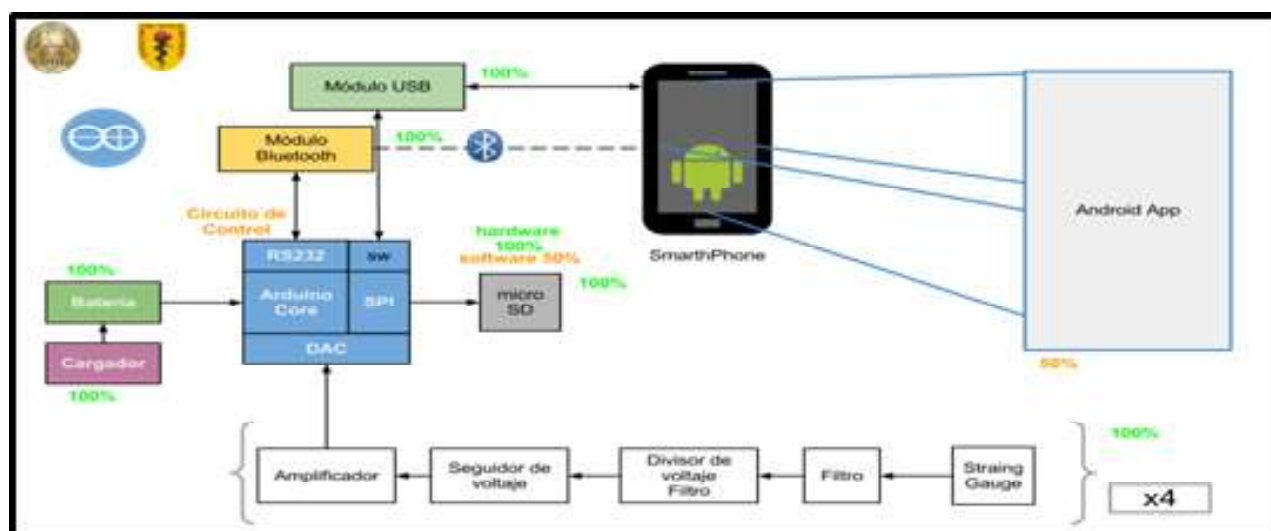 Módulo USB
100%
Módulo
Bluetooth
100%
Circuito de
Control
RS232
sw
hardware
100%
software 50%
SmarthPhone
Android App
100%
Batería
Arduino
Core
SPI
micro
SD
100%
DAC
Cargador
100%
50%
Amplificador
Seguidor de
voltaje
Divisor de
voltaje
Filtro
Filtro
Straing
Gauge
100%
x4